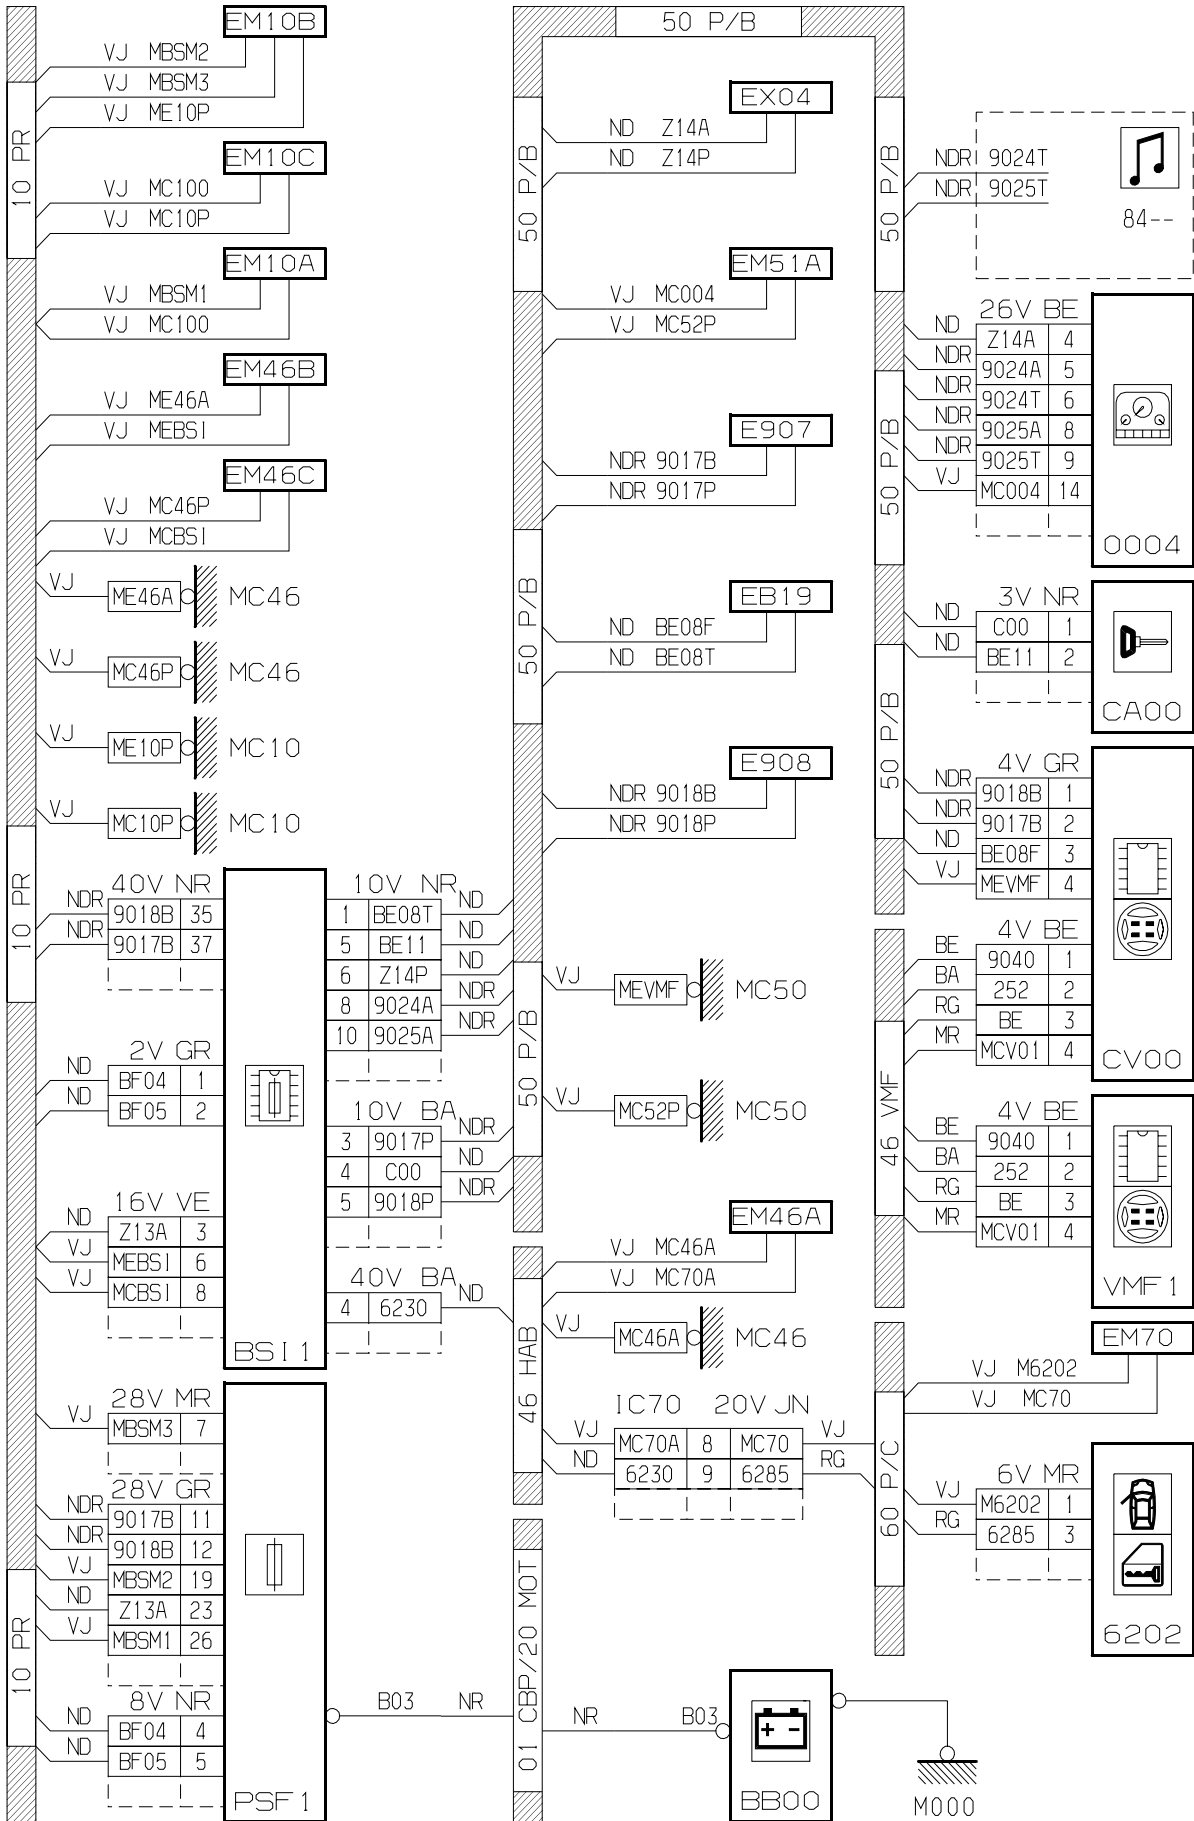 EM10B
VJ MBSM2
VJ MBSM3
VJ ME10P
10 PR
EM10C
VJ MC100
VJ MC10P
EM10A
VJ MBSM1
VJ MC100
EM46B
VJ ME46A
VJ MEBSI
EM46C
VJ MC46P
VJ MCBSI
VJ ME46A MC46
VJ MC46P MC46
VJ ME10P MC10
VJ MC10P MC10
10 PR
40V NR
NDR 9018B 35
NDR 9017B 37
2V GR
ND BF04 1
ND BF05 2
16V VE
ND Z13A 3
VJ MEBSI 6
VJ MCBSI 8
BSI1
10V NR
1 BE08T ND
5 BE11 ND
6 Z14P ND
8 9024A NDR
10 9025A NDR
10V BA
3 9017P NDR
4 C00 ND
5 9018P NDR
40V BA
4 6230 ND
28V MR
VJ MBSM3 7
28V GR
NDR 9017B 11
NDR 9018B 12
VJ MBSM2 19
ND Z13A 23
VJ MBSM1 26
10 PR
8V NR
ND BF04 4
ND BF05 5
PSF1
B03 NR
50 P/B
EX04
ND Z14A
ND Z14P
50 P/B
EM51A
VJ MC004
VJ MC52P
E907
NDR 9017B
NDR 9017P
50 P/B
EB19
ND BE08F
ND BE08T
E908
NDR 9018B
NDR 9018P
50 P/B
VJ MEVMF MC50
VJ MC52P MC50
EM46A
VJ MC46A
VJ MC70A
46 HAB
VJ MC46A MC46
IC70 20V JN
VJ MC70A 8 MC70 VJ
ND 6230 9 6285 RG
01 CBP/20 MOT
NR B03
BB00
M000
50 P/B
NDR 9024T
NDR 9025T
84--
50 P/B
26V BE
ND Z14A 4
NDR 9024A 5
NDR 9024T 6
NDR 9025A 8
NDR 9025T 9
VJ MC004 14
0004
50 P/B
3V NR
ND C00 1
ND BE11 2
CA00
4V GR
NDR 9018B 1
NDR 9017B 2
ND BE08F 3
VJ MEVMF 4
4V BE
BE 9040 1
BA 252 2
RG BE 3
MR MCV01 4
CV00
46 VMF
4V BE
BE 9040 1
BA 252 2
RG BE 3
MR MCV01 4
VMF1
EM70
VJ M6202
VJ MC70
60 P/C
6V MR
VJ M6202 1
RG 6285 3
6202